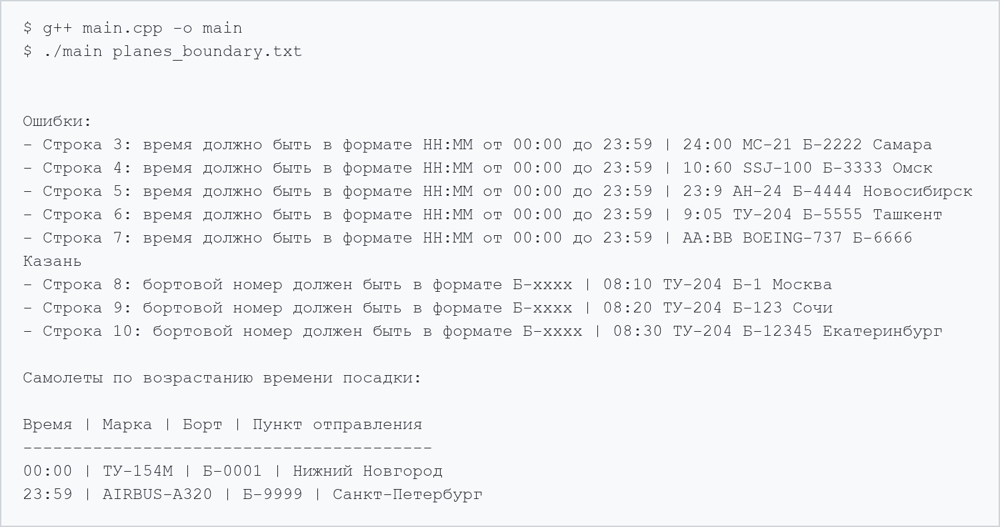 $ g++ main.cpp -o main
$ ./main planes_boundary.txt
Ошибки:
- Строка 3: время должно быть в формате HH:MM от 00:00 до 23:59 | 24:00 МС-21 Б-2222 Самара
- Строка 4: время должно быть в формате HH:MM от 00:00 до 23:59 | 10:60 SSJ-100 Б-3333 Омск
- Строка 5: время должно быть в формате HH:MM от 00:00 до 23:59 | 23:9 АН-24 Б-4444 Новосибирск
- Строка 6: время должно быть в формате HH:MM от 00:00 до 23:59 | 9:05 ТУ-204 Б-5555 Ташкент
- Строка 7: время должно быть в формате HH:MM от 00:00 до 23:59 | AA:BB BOEING-737 Б-6666
Казань
- Строка 8: бортовой номер должен быть в формате Б-xxxx | 08:10 ТУ-204 Б-1 Москва
- Строка 9: бортовой номер должен быть в формате Б-xxxx | 08:20 ТУ-204 Б-123 Сочи
- Строка 10: бортовой номер должен быть в формате Б-xxxx | 08:30 ТУ-204 Б-12345 Екатеринбург
Самолеты по возрастанию времени посадки:
Время | Марка | Борт | Пункт отправления
-----------------------------------------
00:00 | ТУ-154М | Б-0001 | Нижний Новгород
23:59 | AIRBUS-A320 | Б-9999 | Санкт-Петербург